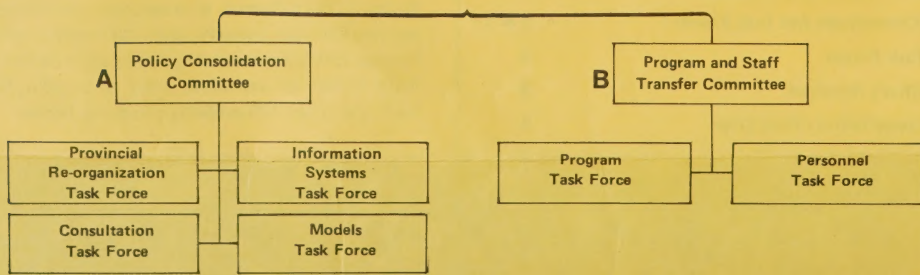 A
Policy Consolidation
Committee
B
Program and Staff
Transfer Committee
Provincial
Re-organization
Task Force
Information
Systems
Task Force
Program
Task Force
Personnel
Task Force
Consultation
Task Force
Models
Task Force